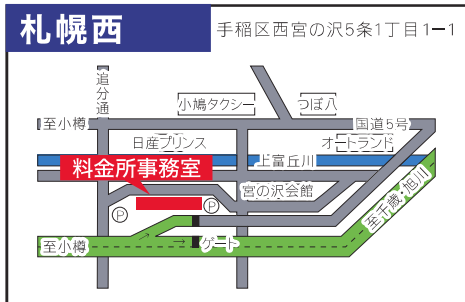 札幌西
手稲区西宮の沢5条1丁目1−1
追分通
小鳩タクシー
つぼ八
至小樽
国道5号
日産プリンス
オートランド
上富丘川
料金所事務室
宮の沢会館
P
P
至千歳・旭川
至小樽
ゲート